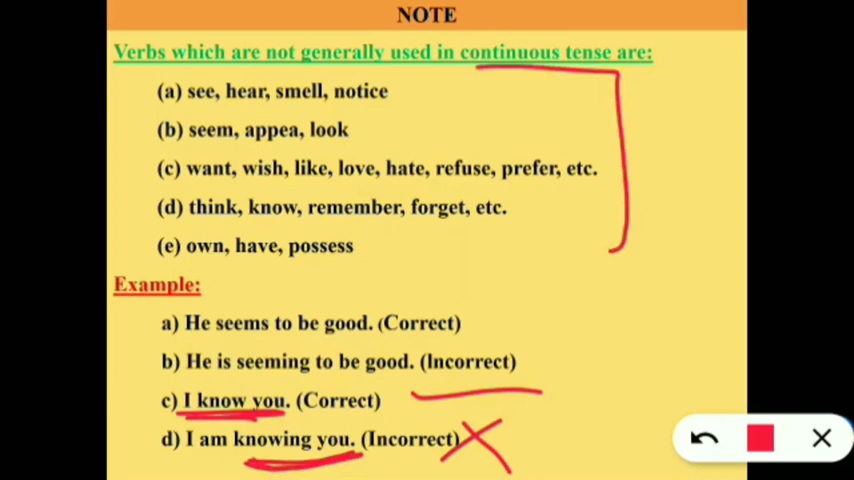 NOTE
Verbs which are not generally used in continuous tense are:
(a) see, hear, smell, notice
(b) seem, appea, look
(c) want, wish, like, love, hate, refuse, prefer, etc.
(d) think, know, remember, forget, etc.
(e) own, have, possess
Example:
a) He seems to be good. (Correct)
b) He is seeming to be good. (Incorrect)
c) I know you. (Correct)
d) I am knowing you. (Incorrect)